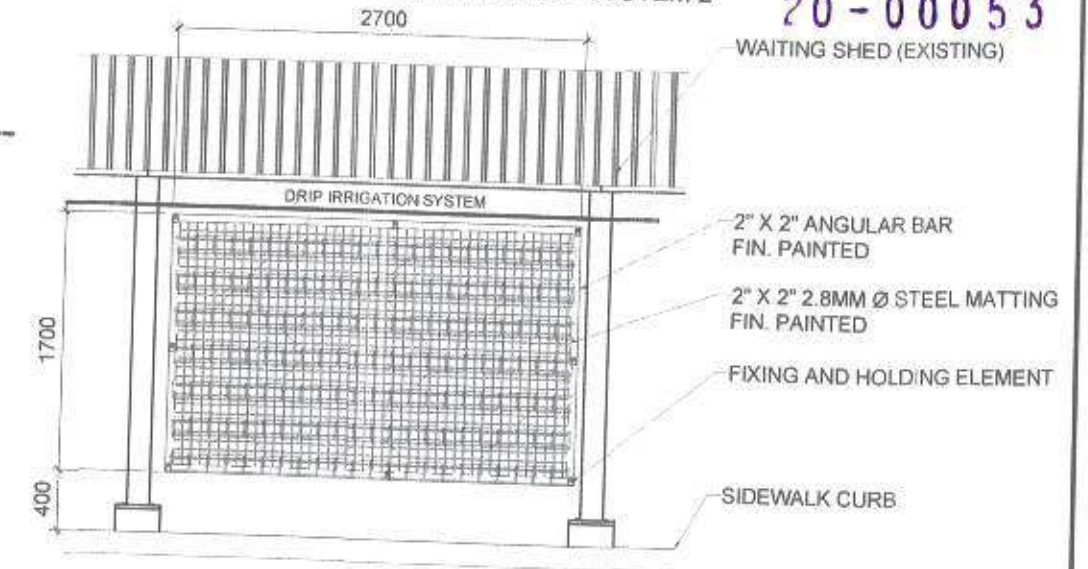 20-00053
2700
WAITING SHED (EXISTING)
DRIP IRRIGATION SYSTEM
2" X 2" ANGULAR BAR
FIN. PAINTED
2" X 2" 2.8MM Ø STEEL MATTING
FIN. PAINTED
1700
FIXING AND HOLDING ELEMENT
400
SIDEWALK CURB